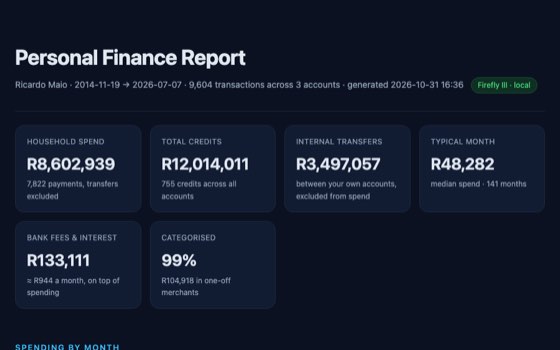 Personal Finance Report
Ricardo Maio · 2014-11-19 → 2026-07-07 · 9,604 transactions across 3 accounts · generated 2026-10-31 16:36 Firefly III · local
HOUSEHOLD SPEND
R8,602,939
7,822 payments, transfers
excluded
TOTAL CREDITS
R12,014,011
755 credits across all
accounts
INTERNAL TRANSFERS
R3,497,057
between your own accounts,
excluded from spend
TYPICAL MONTH
R48,282
median spend · 141 months
BANK FEES & INTEREST
R133,111
≈ R944 a month, on top of
spending
CATEGORISED
99%
R104,918 in one-off
merchants
SPENDING BY MONTH